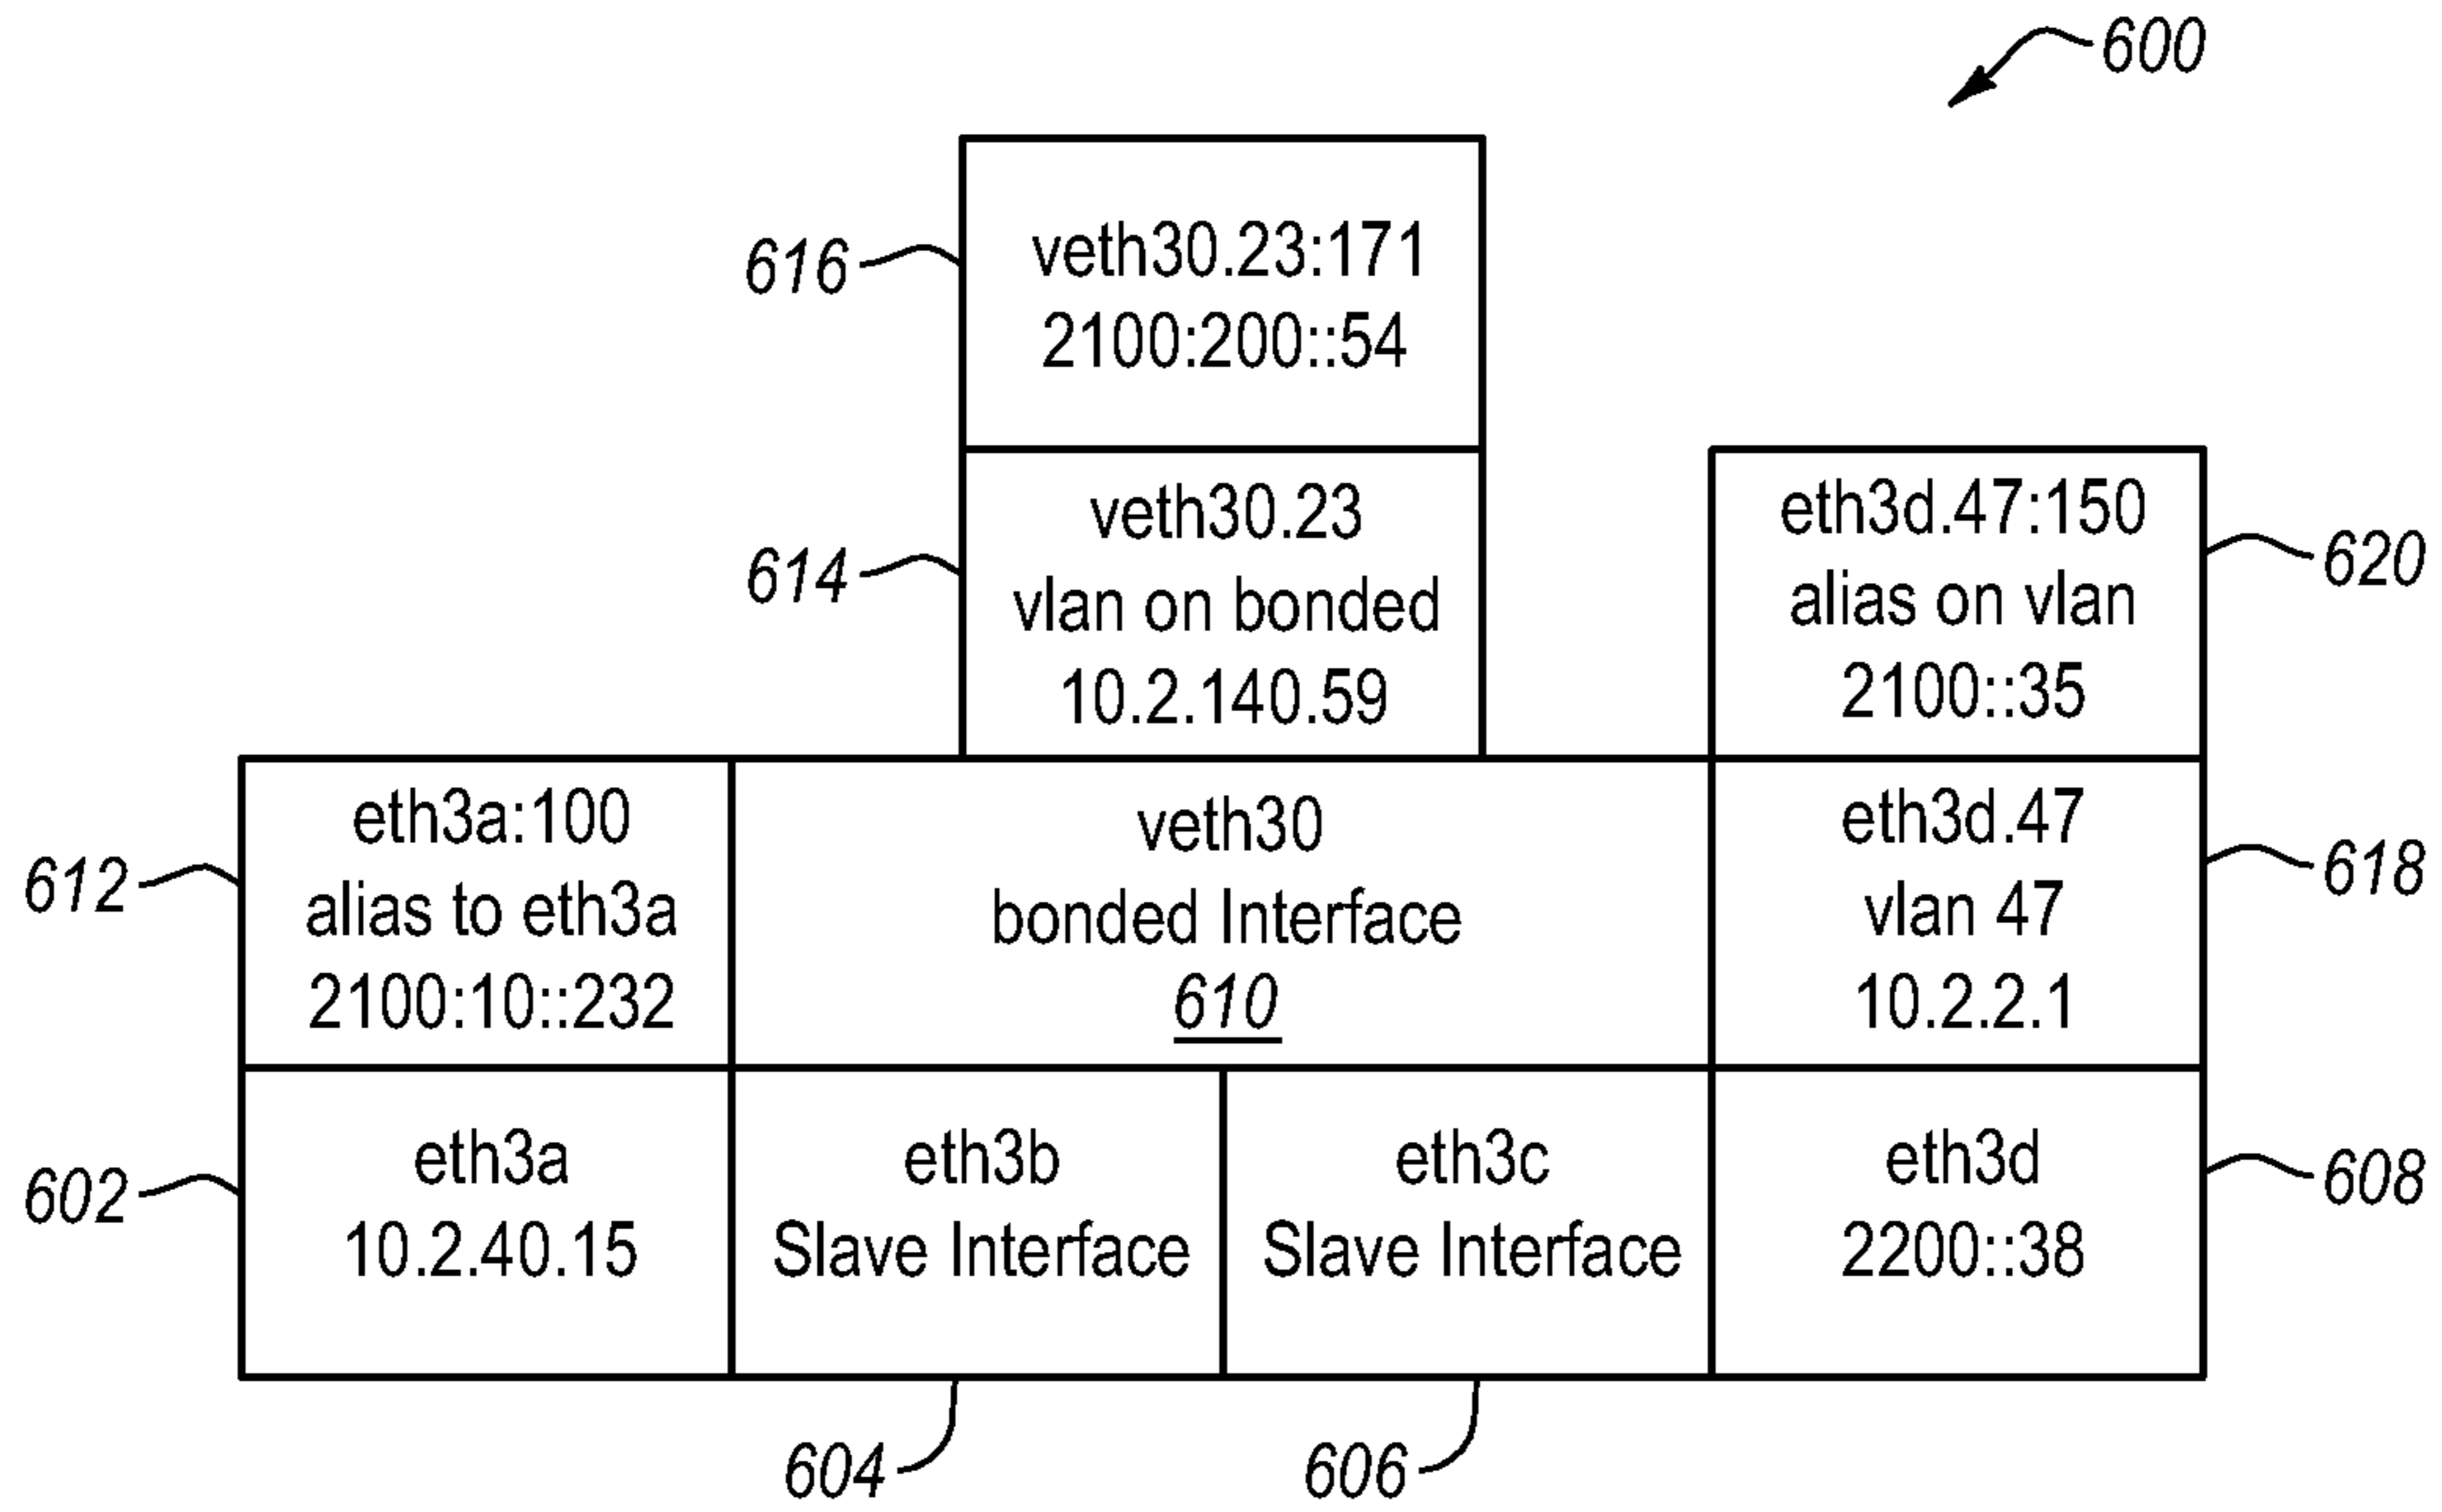 600
616
veth30.23:171
2100:200::54
614
veth30.23
vlan on bonded
10.2.140.59
eth3d.47:150
alias on vlan
2100::35
620
612
eth3a:100
alias to eth3a
2100:10::232
veth30
bonded Interface
610
eth3d.47
vlan 47
10.2.2.1
618
602
eth3a
10.2.40.15
eth3b
Slave Interface
eth3c
Slave Interface
eth3d
2200::38
608
604
606